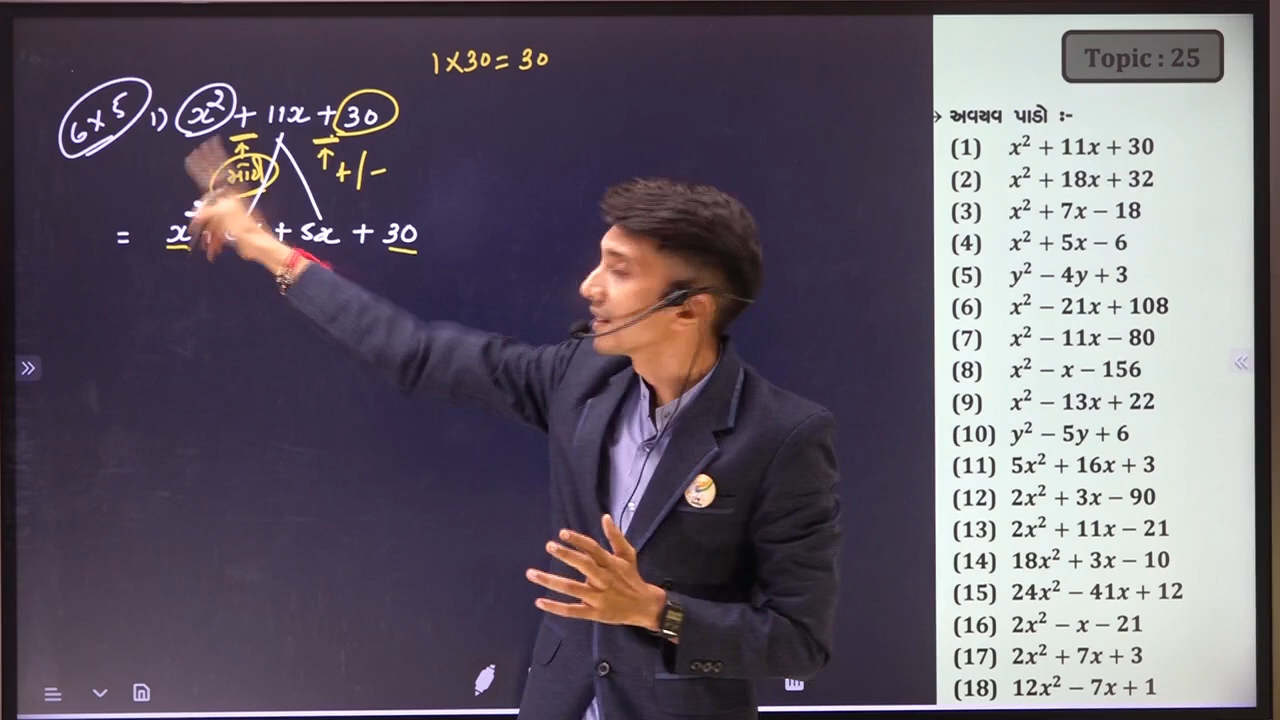 1 x 30 = 30
6 x 5 1) x² + 11x + 30
+/-
= x + 5x + 30
Topic : 25
અવયવ પાડો :-
(1) x² + 11x + 30
(2) x² + 18x + 32
(3) x² + 7x − 18
(4) x² + 5x − 6
(5) y² − 4y + 3
(6) x² − 21x + 108
(7) x² − 11x − 80
(8) x² − x − 156
(9) x² − 13x + 22
(10) y² − 5y + 6
(11) 5x² + 16x + 3
(12) 2x² + 3x − 90
(13) 2x² + 11x − 21
(14) 18x² + 3x − 10
(15) 24x² − 41x + 12
(16) 2x² − x − 21
(17) 2x² + 7x + 3
(18) 12x² − 7x + 1